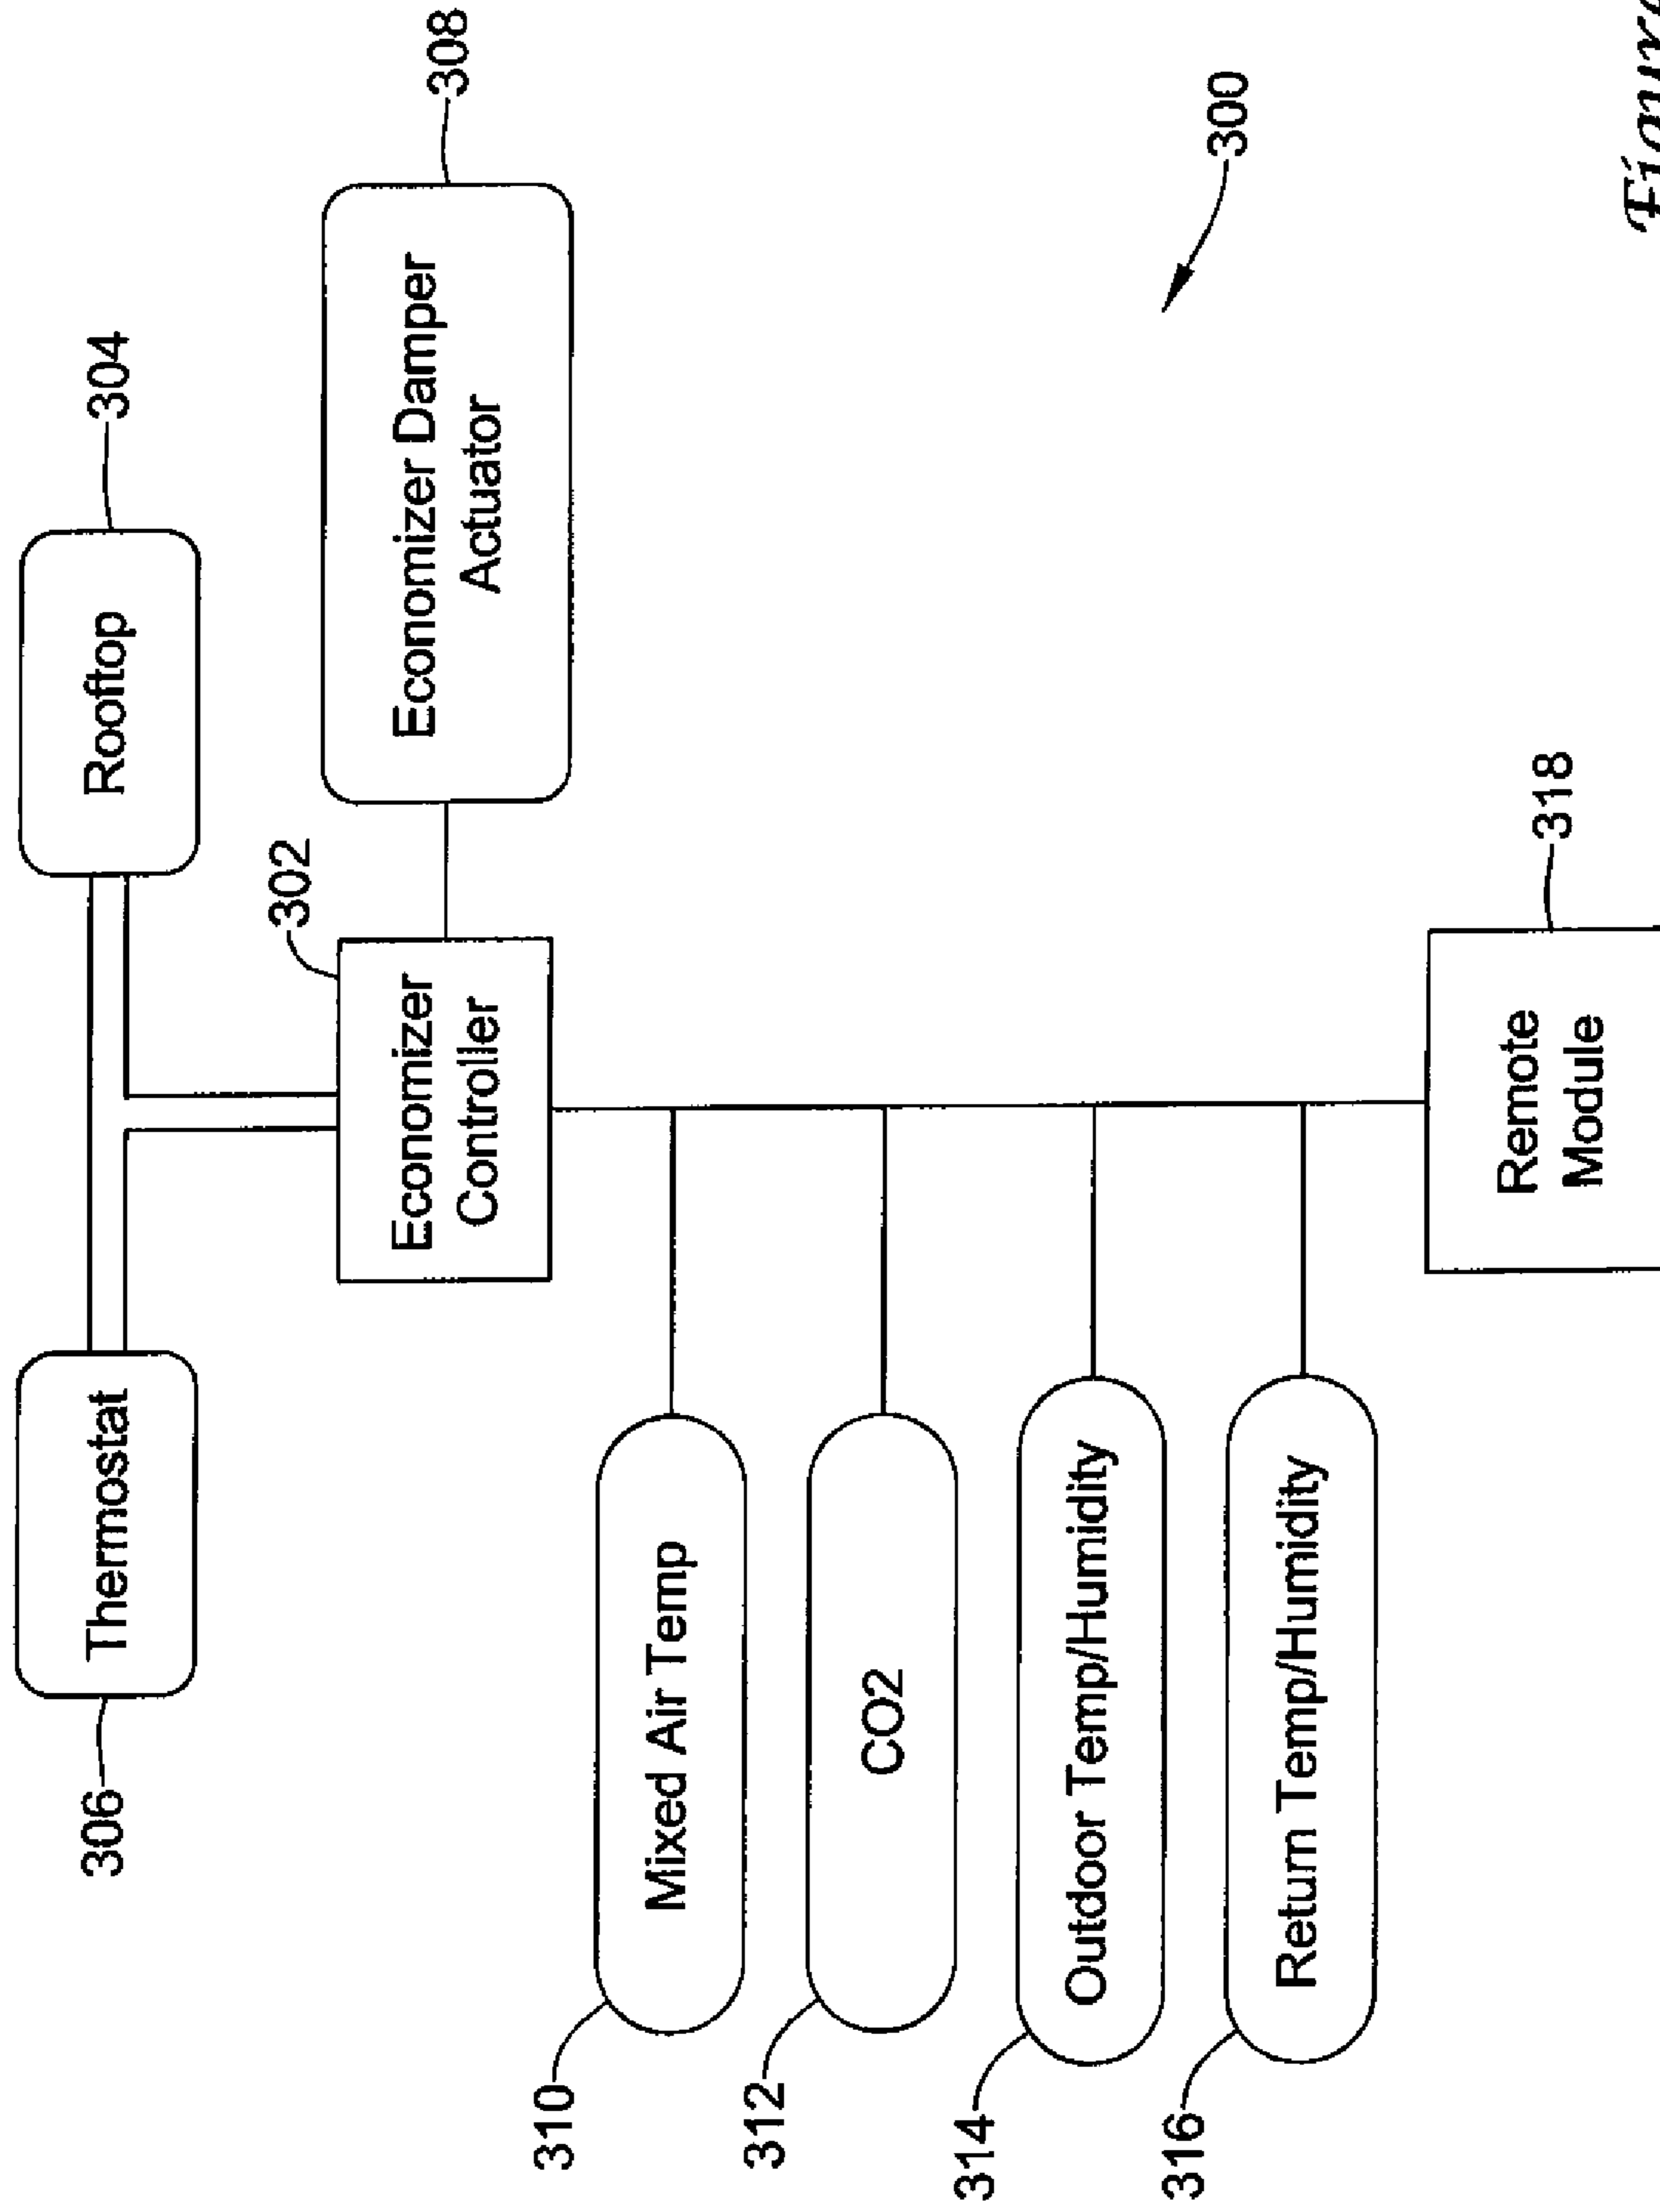 306
Thermostat
Rooftop
304
302
Economizer
Controller
Economizer Damper
Actuator
308
310
Mixed Air Temp
312
CO2
314
Outdoor Temp/Humidity
316
Return Temp/Humidity
Remote
Module
318
300